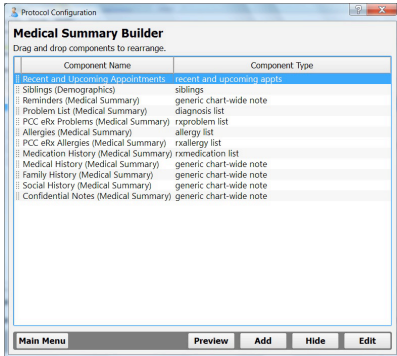 Protocol Configuration
? X
Medical Summary Builder
Drag and drop components to rearrange.
Component Name Component Type
Recent and Upcoming Appointments recent and upcoming appts
Siblings (Demographics) siblings
Reminders (Medical Summary) generic chart-wide note
Problem List (Medical Summary) diagnosis list
PCC eRx Problems (Medical Summary) rxproblem list
Allergies (Medical Summary) allergy list
PCC eRx Allergies (Medical Summary) rxallergy list
Medication History (Medical Summary) rxmedication list
Medical History (Medical Summary) generic chart-wide note
Family History (Medical Summary) generic chart-wide note
Social History (Medical Summary) generic chart-wide note
Confidential Notes (Medical Summary) generic chart-wide note
Main Menu Preview Add Hide Edit